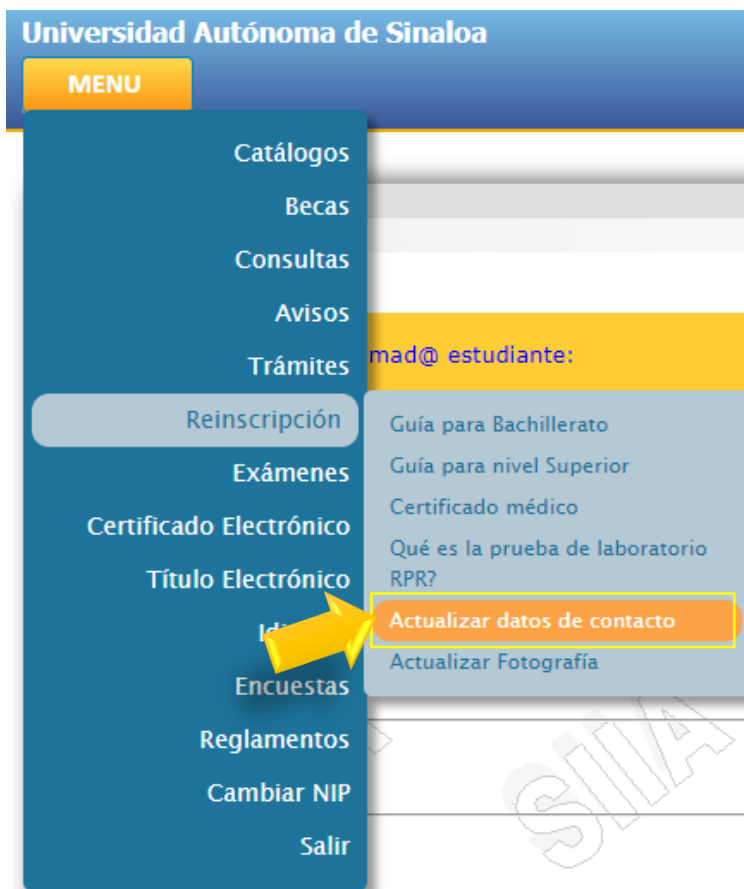 Universidad Autónoma de Sinaloa
MENU
Catálogos
Becas
Consultas
Avisos
Trámites
mad@ estudiante:
Reinscripción
Guía para Bachillerato
Guía para nivel Superior
Certificado médico
Qué es la prueba de laboratorio
RPR?
Actualizar datos de contacto
Actualizar Fotografía
Exámenes
Certificado Electrónico
Título Electrónico
Encuestas
Reglamentos
Cambiar NIP
Salir
SIIA